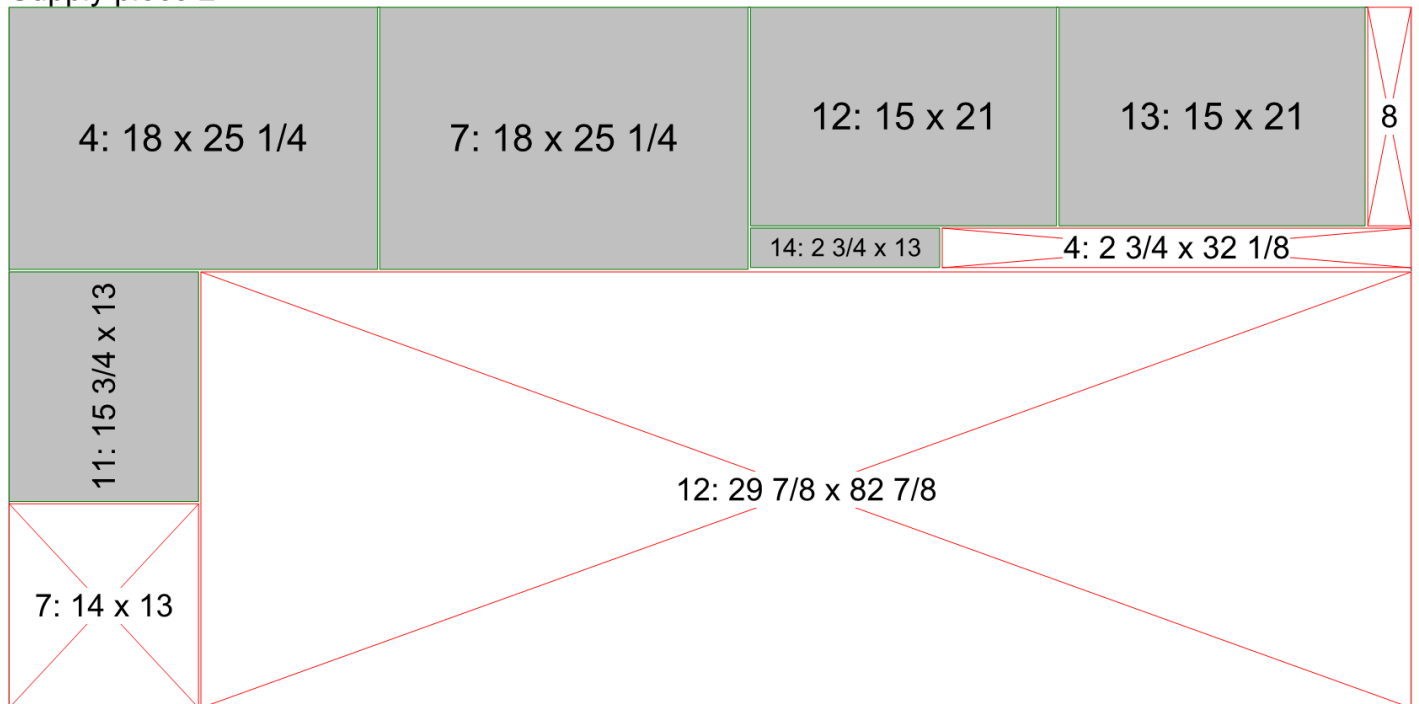 4: 18 x 25 1/4
7: 18 x 25 1/4
12: 15 x 21
13: 15 x 21
8
14: 2 3/4 x 13
4: 2 3/4 x 32 1/8
11: 15 3/4 x 13
12: 29 7/8 x 82 7/8
7: 14 x 13